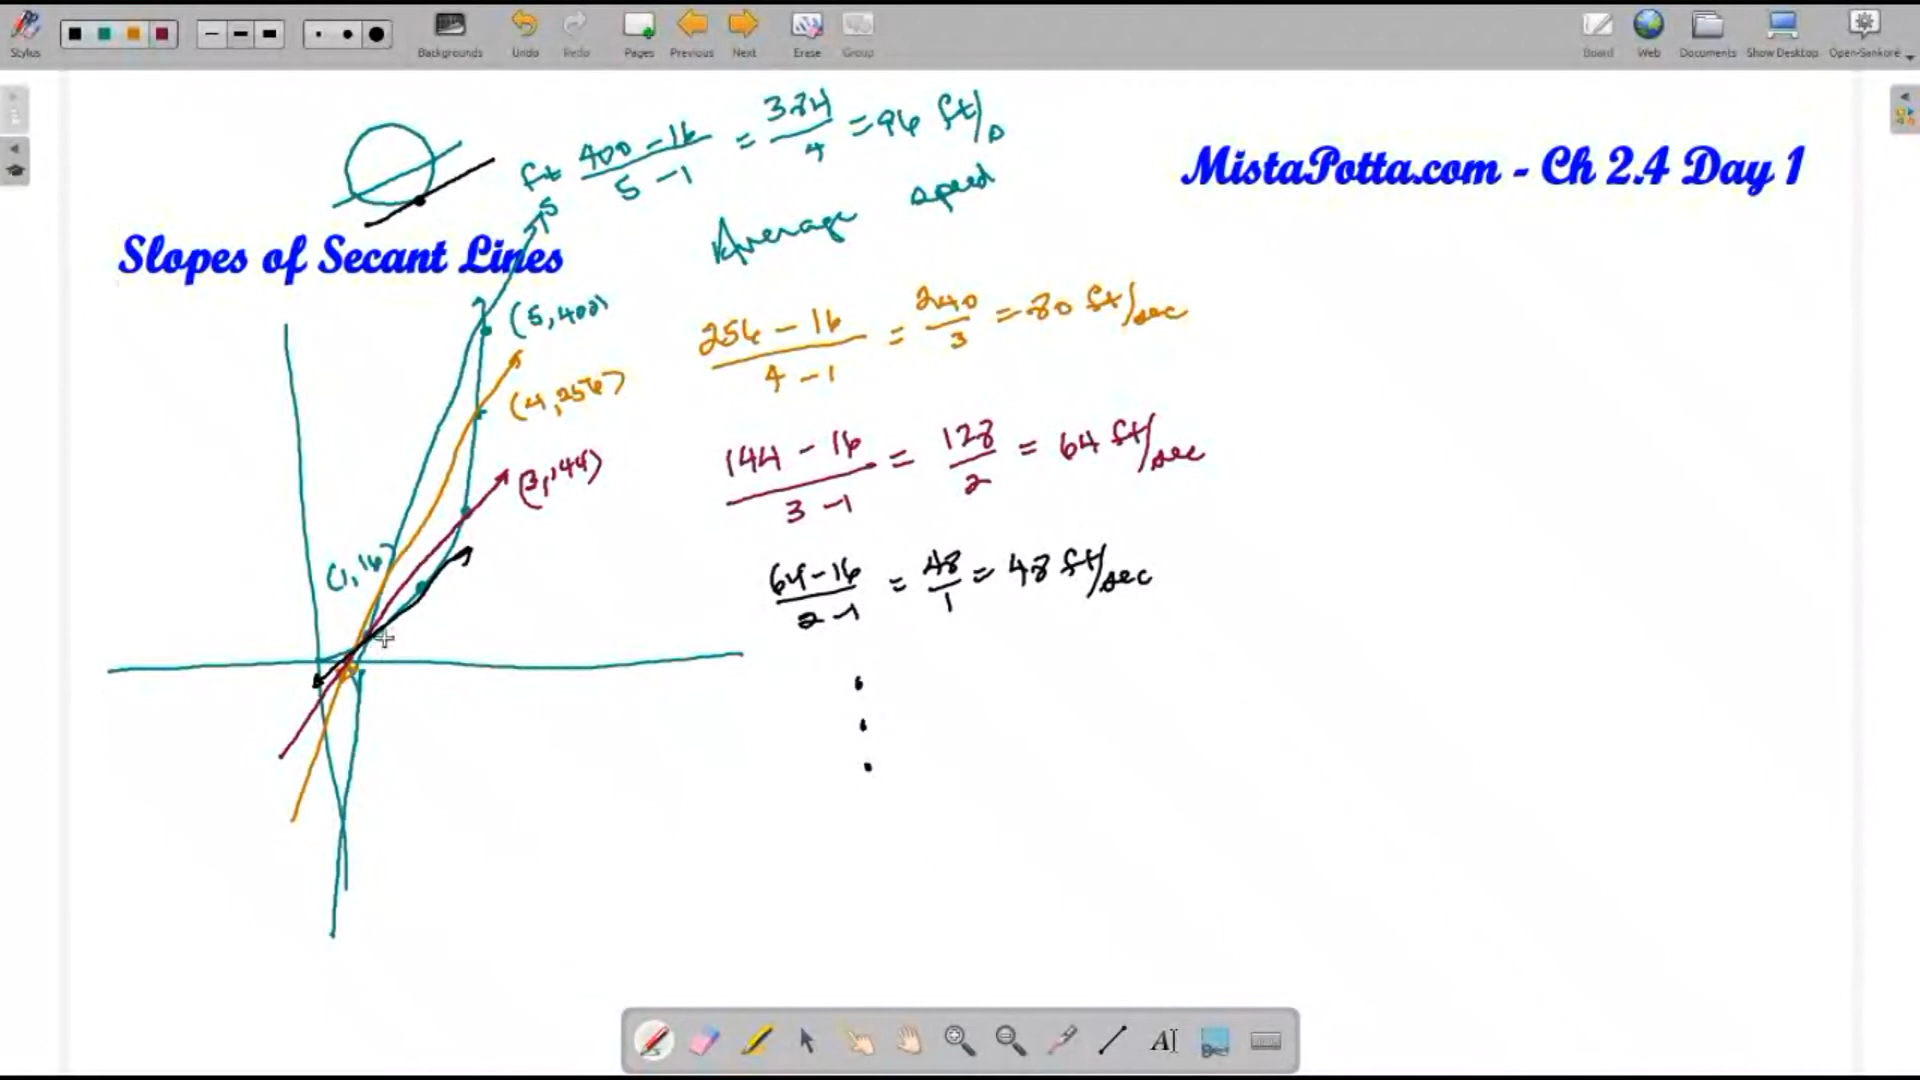 Stylus Backgrounds Undo Redo Pages Previous Next Erase Group Board Web Documents Show Desktop Open-Sankoré
MistaPotta.com - Ch 2.4 Day 1
ft 400 - 16 / 5 - 1 = 384 / 4 = 96 ft/s
s
Average speed
Slopes of Secant Lines
(5, 400)
256 - 16 / 4 - 1 = 240 / 3 = 80 ft/sec
(4, 256)
144 - 16 / 3 - 1 = 128 / 2 = 64 ft/sec
(3, 144)
(1, 16)
64 - 16 / 2 - 1 = 48 / 1 = 48 ft/sec
AI